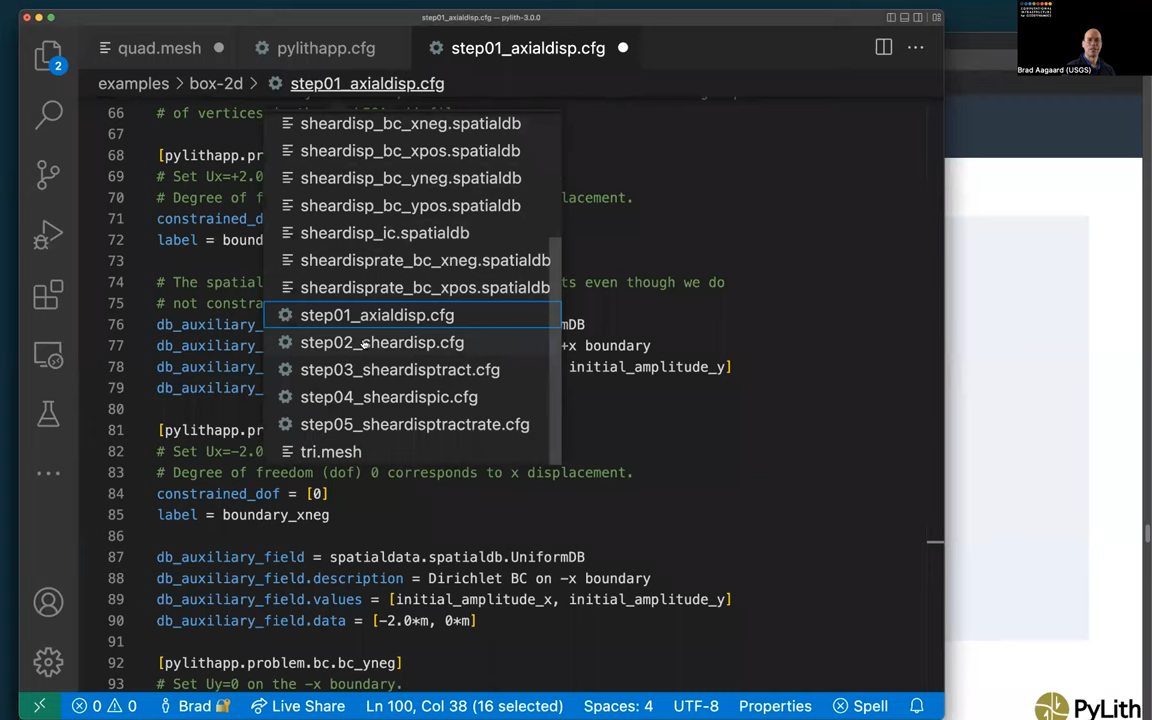 step01_axialdisp.cfg — pylith-3.0.0
COMPUTATIONAL
INFRASTRUCTURE
for GEODYNAMICS
Brad Aagaard (USGS)
quad.mesh
pylithapp.cfg
step01_axialdisp.cfg
2
examples > box-2d > step01_axialdisp.cfg
66 # of vertices
67
68 [pylithapp.pr
69 # Set Ux=+2.0
70 # Degree of f lacement.
71 constrained_d
72 label = bound
73
74 # The spatial ts even though we do
75 # not constra
76 db_auxiliary_ mDB
77 db_auxiliary_ +x boundary
78 db_auxiliary_ initial_amplitude_y]
79 db_auxiliary_
80
81 [pylithapp.pr
82 # Set Ux=-2.0
83 # Degree of freedom (dof) 0 corresponds to x displacement.
84 constrained_dof = [0]
85 label = boundary_xneg
86
87 db_auxiliary_field = spatialdata.spatialdb.UniformDB
88 db_auxiliary_field.description = Dirichlet BC on -x boundary
89 db_auxiliary_field.values = [initial_amplitude_x, initial_amplitude_y]
90 db_auxiliary_field.data = [-2.0*m, 0*m]
91
92 [pylithapp.problem.bc.bc_yneg]
93 # Set Uy=0 on the -x boundary.
sheardisp_bc_xneg.spatialdb
sheardisp_bc_xpos.spatialdb
sheardisp_bc_yneg.spatialdb
sheardisp_bc_ypos.spatialdb
sheardisp_ic.spatialdb
sheardisprate_bc_xneg.spatialdb
sheardisprate_bc_xpos.spatialdb
step01_axialdisp.cfg
step02_sheardisp.cfg
step03_sheardisptract.cfg
step04_sheardispic.cfg
step05_sheardisptractrate.cfg
tri.mesh
0 0 Brad Live Share Ln 100, Col 38 (16 selected) Spaces: 4 UTF-8 Properties Spell
PyLith